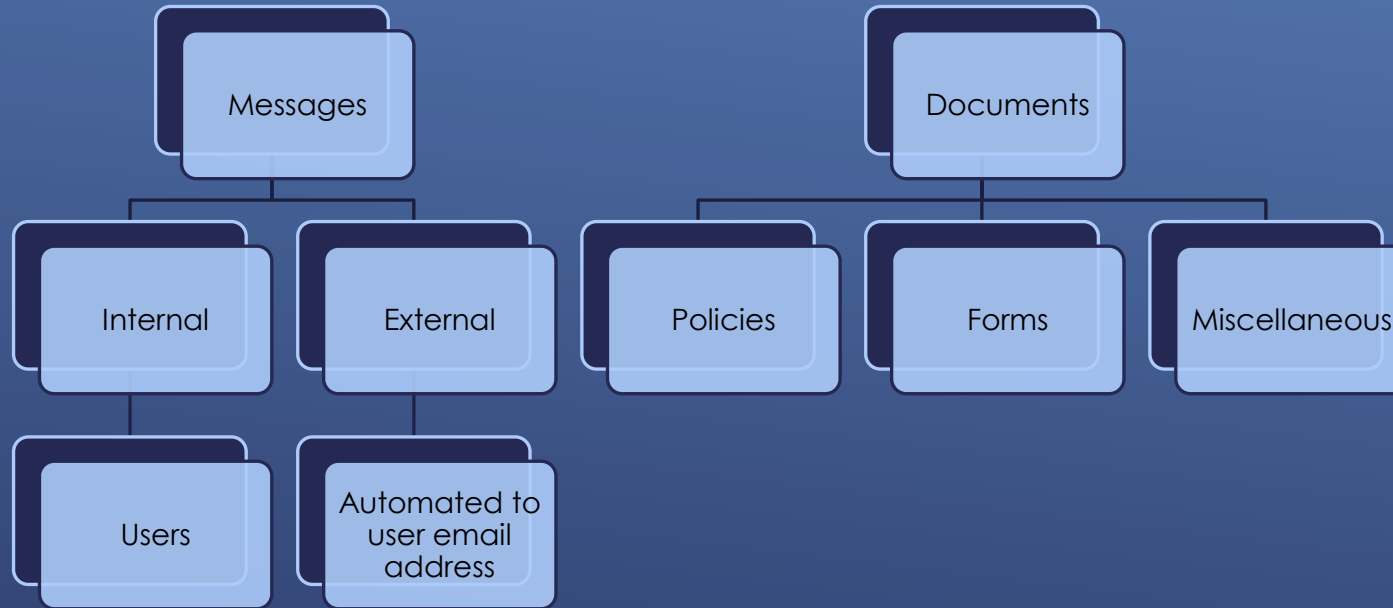 Messages
Documents
Internal
External
Policies
Forms
Miscellaneous
Users
Automated to
user email
address